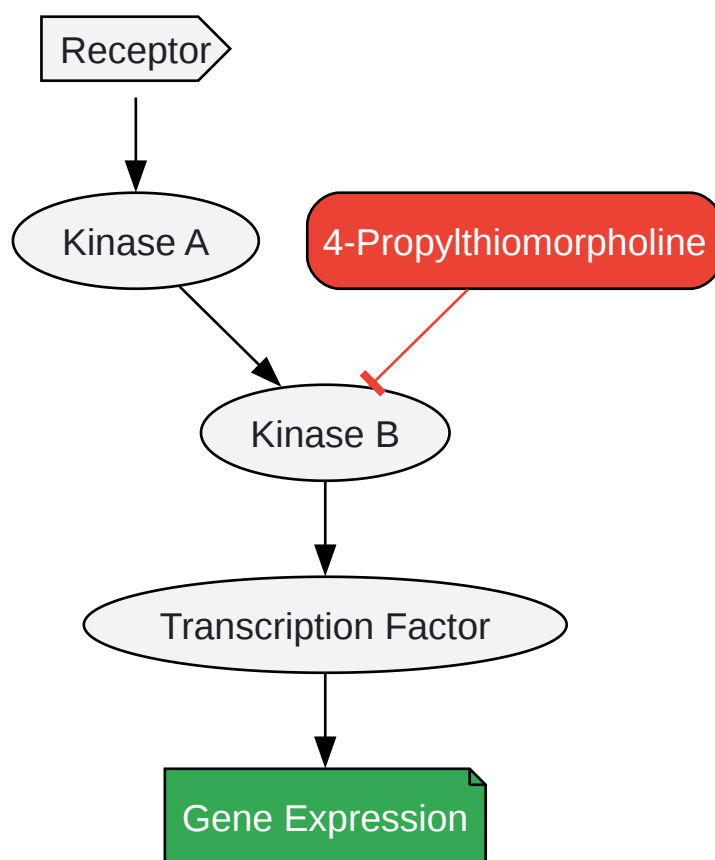 Receptor
Kinase A
4-Propylthiomorpholine
Kinase B
Transcription Factor
Gene Expression